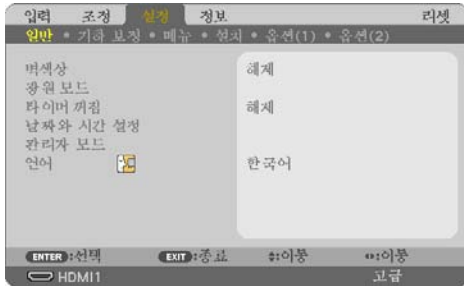 입력 조정 설정 정보 리셋
일반 • 기하 보정 • 메뉴 • 설치 • 옵션(1) • 옵션(2)
벽색상 해제
광원 모드
타이머 꺼짐 해제
날짜와 시간 설정
관리자 모드
언어 한국어
ENTER :선택 EXIT :종료 :이동 :이동
HDMI1 고급